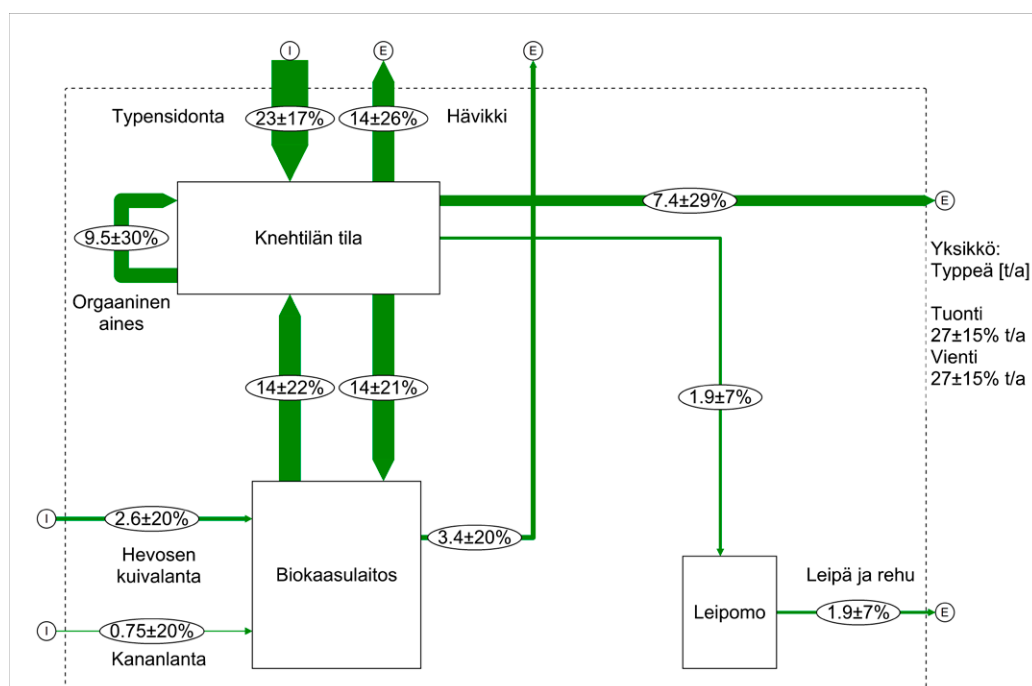 I
E
E
Typensidonta
23±17%
14±26%
Hävikki
Knehtilän tila
7.4±29%
E
9.5±30%
Orgaaninen
aines
Yksikkö:
Typpeä [t/a]
Tuonti
27±15% t/a
Vienti
27±15% t/a
14±22%
14±21%
1.9±7%
I
2.6±20%
Hevosen
kuivalanta
Biokaasulaitos
3.4±20%
I
0.75±20%
Kananlanta
Leipomo
Leipä ja rehu
1.9±7%
E